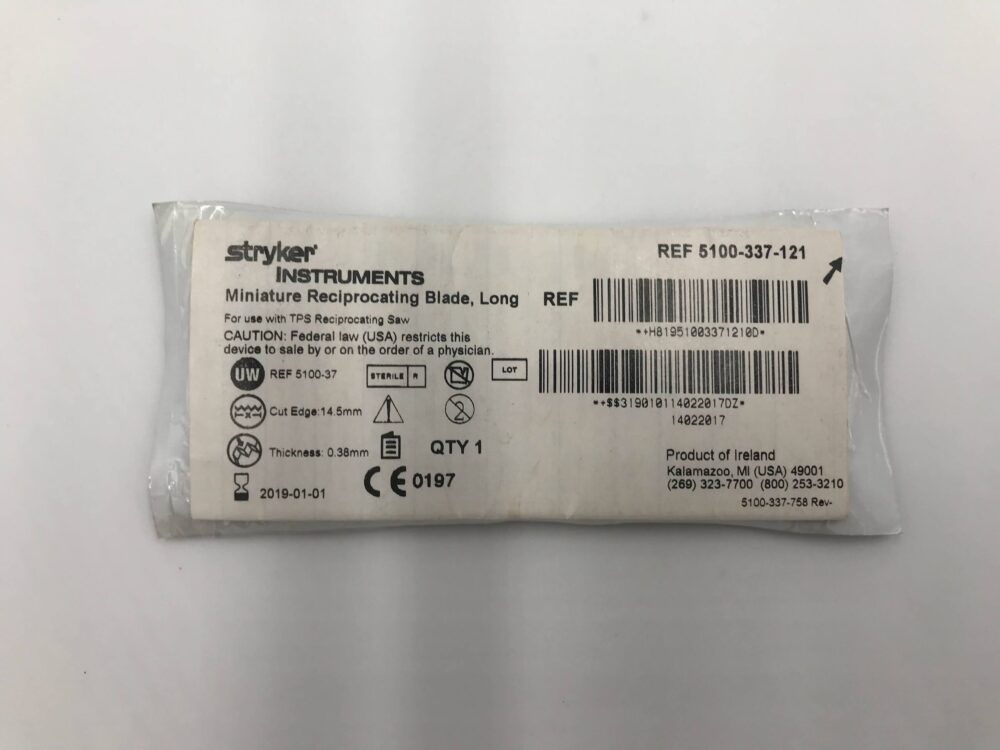 stryker
INSTRUMENTS
REF 5100-337-121
Miniature Reciprocating Blade, Long
REF
For use with TPS Reciprocating Saw
*+H81951003371210D*
CAUTION: Federal law (USA) restricts this
device to sale by or on the order of a physician.
UW REF 5100-37
STERILE R
LOT
*+$$319010114022017DZ*
14022017
Cut Edge:14.5mm
2
Thickness: 0.38mm
QTY 1
2019-01-01
CE 0197
Product of Ireland
Kalamazoo, MI (USA) 49001
(269) 323-7700 (800) 253-3210
5100-337-758 Rev-